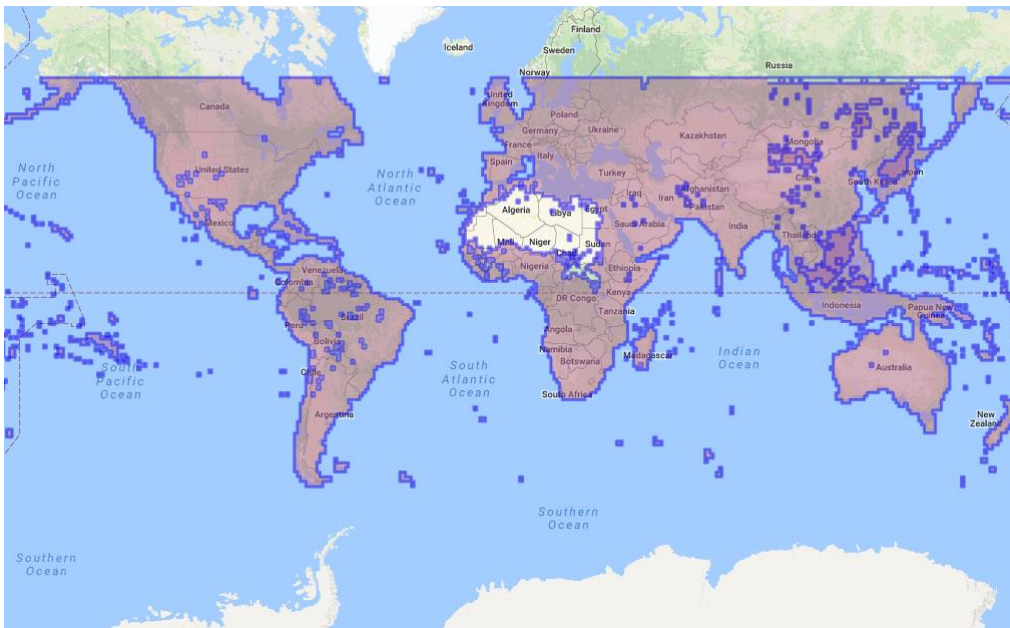 Iceland
Finland
Sweden
Norway
Russia
Canada
United
Kingdom
Poland
Germany
Ukraine
France
Kazakhstan
Mongolia
Italy
Spain
Turkey
China
South Korea
Japan
North
Pacific
Ocean
United States
North
Atlantic
Ocean
Iraq
Iran
Afghanistan
Pakistan
Algeria
Libya
Egypt
Saudi Arabia
Mexico
India
Thailand
Mali
Niger
Chad
Sudan
Nigeria
Ethiopia
Venezuela
Colombia
Kenya
DR Congo
Tanzania
Indonesia
Papua New
Guinea
Peru
Brazil
Bolivia
Angola
Namibia
Botswana
Madagascar
Indian
Ocean
South
Pacific
Ocean
South
Atlantic
Ocean
Chile
Australia
South Africa
Argentina
New
Zealand
Southern
Ocean
Southern
Ocean